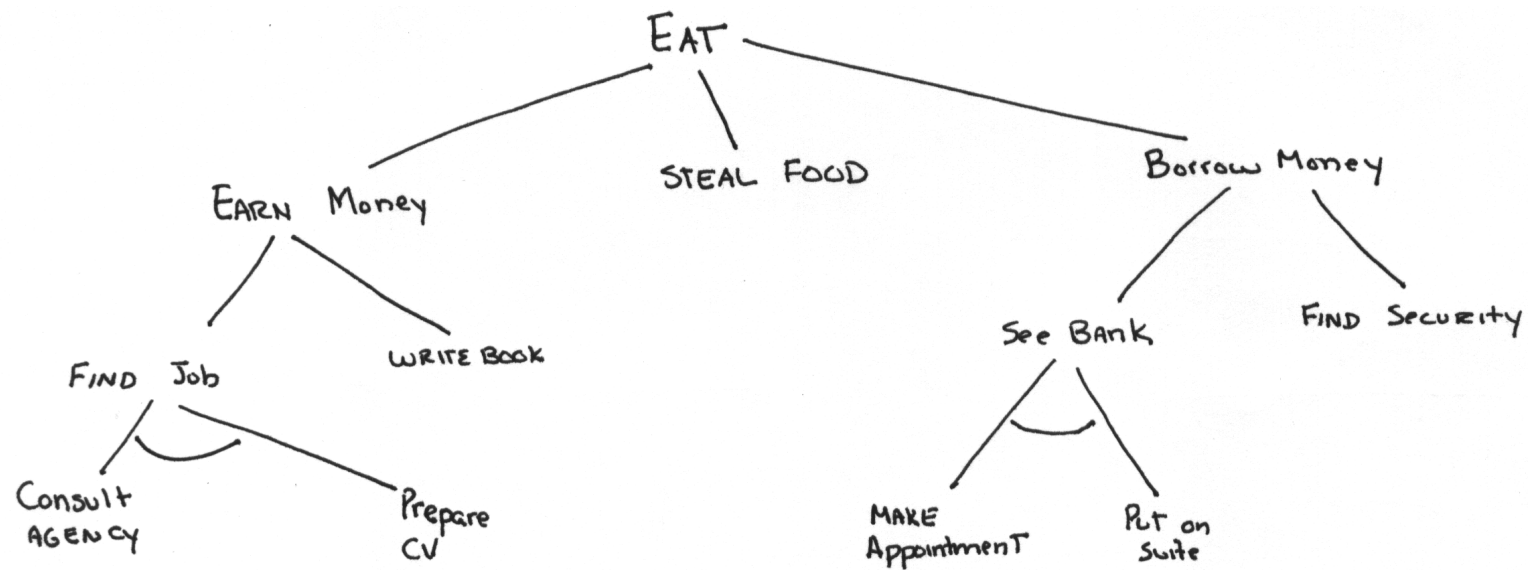 EAT
STEAL FOOD
Borrow Money
EARN Money
FIND Security
See BANK
WRITE BOOK
FIND Job
Consult
AGENCY
Prepare
CV
MAKE
Appointment
Put on
Suite